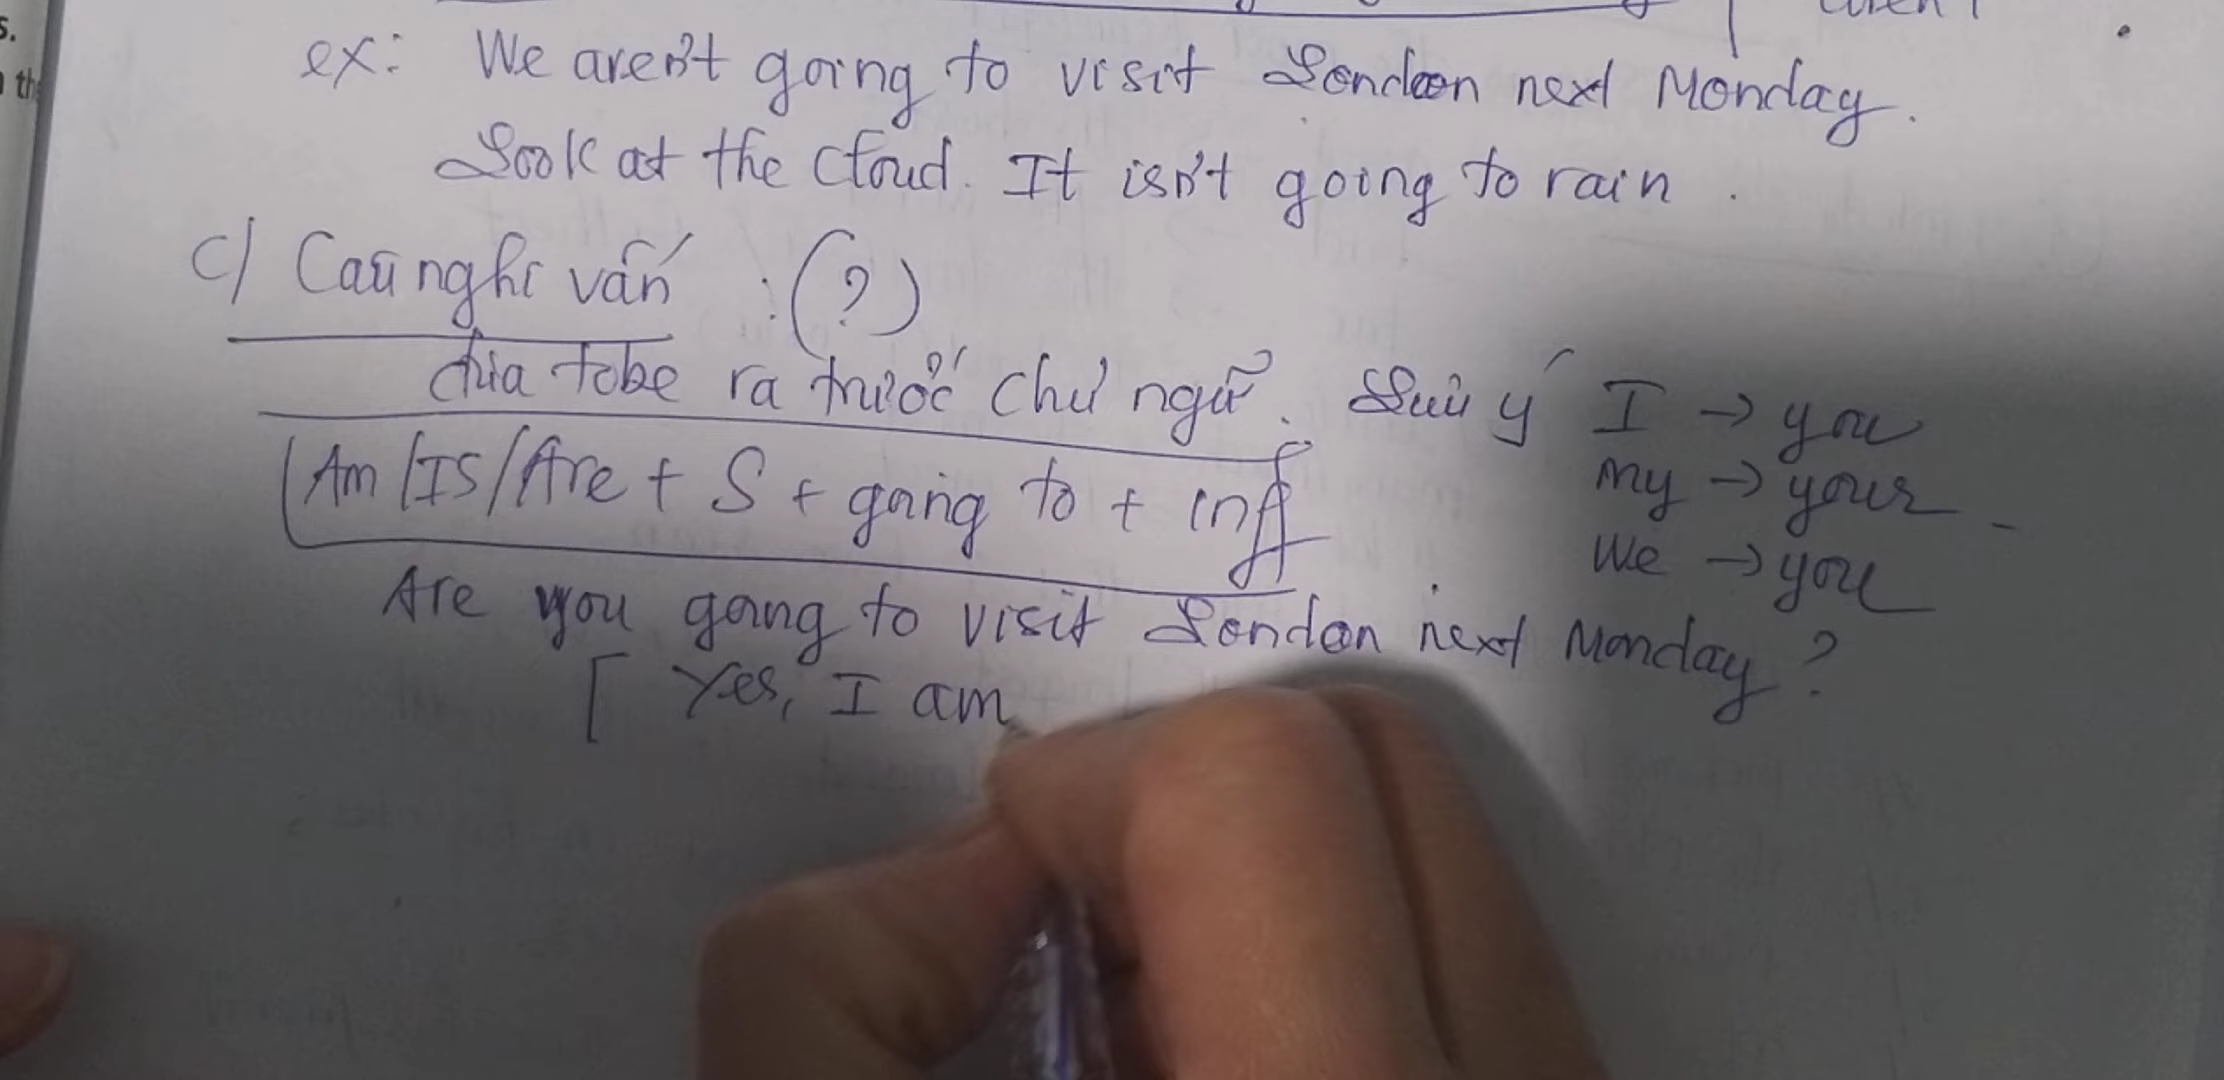 ex: We aren't going to visit London next Monday.
Look at the cloud. It isn't going to rain.
c/ Câu nghi vấn : (?)
đưa tobe ra trước chủ ngữ. Lưu ý I → you
my → your
We → you
Am/Is/Are + S + going to + inf
Are you going to visit London next Monday?
[ Yes, I am